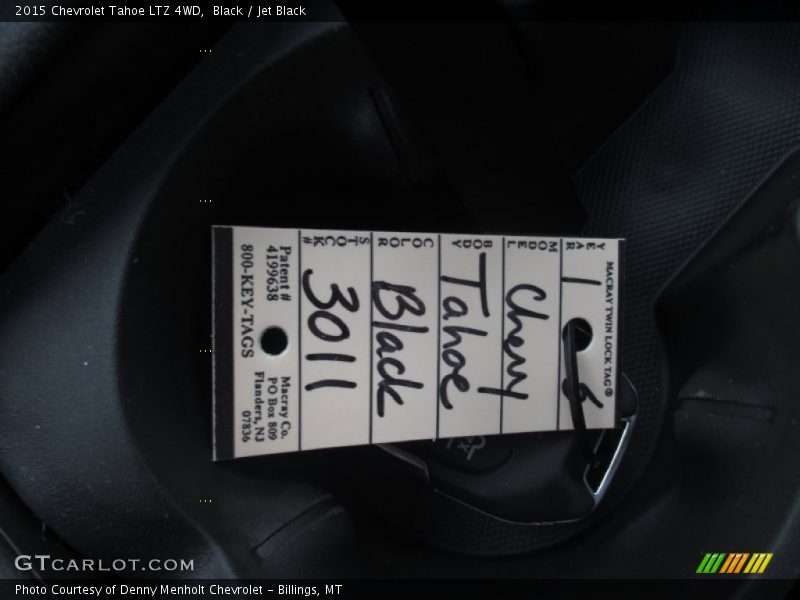 2015 Chevrolet Tahoe LTZ 4WD,  Black / Jet Black
MACRAY TWIN LOCK TAG®
YEAR 1 5
MODEL Chevy
BODY Tahoe
COLOR Black
STOCK # 3011
Patent #
4199638
800-KEY-TAGS
Macray Co.
PO Box 809
Flanders, NJ
07836
GTCARLOT.COM
Photo Courtesy of Denny Menholt Chevrolet - Billings, MT